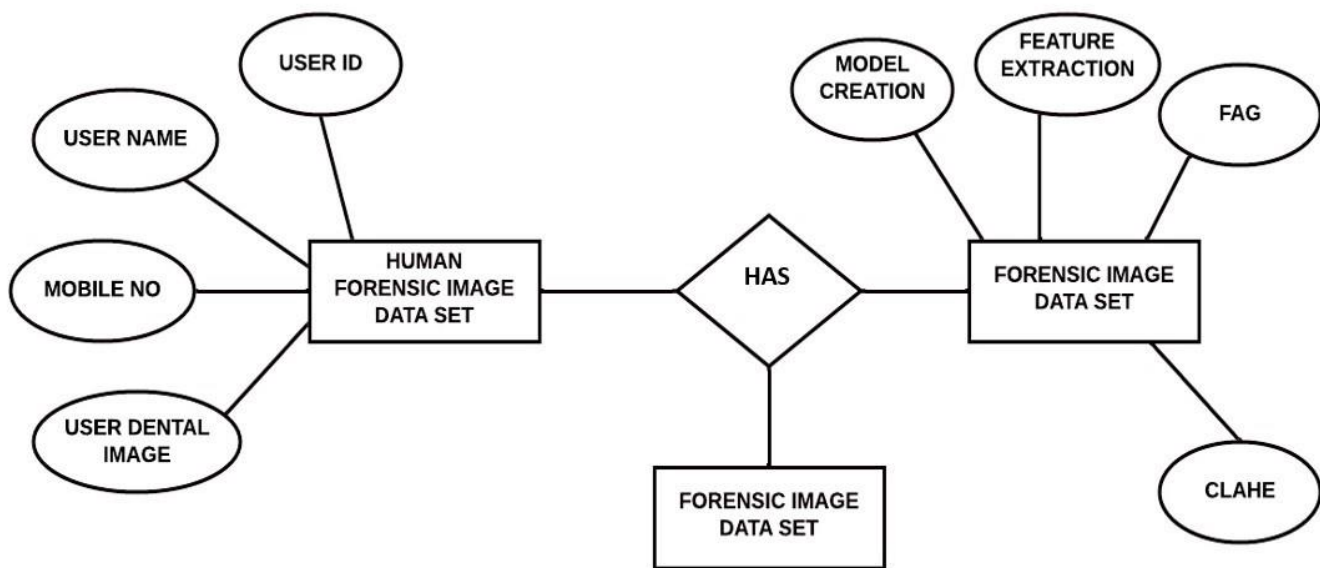 USER ID
USER NAME
MOBILE NO
USER DENTAL
IMAGE
HUMAN
FORENSIC IMAGE
DATA SET
HAS
FORENSIC IMAGE
DATA SET
MODEL
CREATION
FEATURE
EXTRACTION
FAG
FORENSIC IMAGE
DATA SET
CLAHE